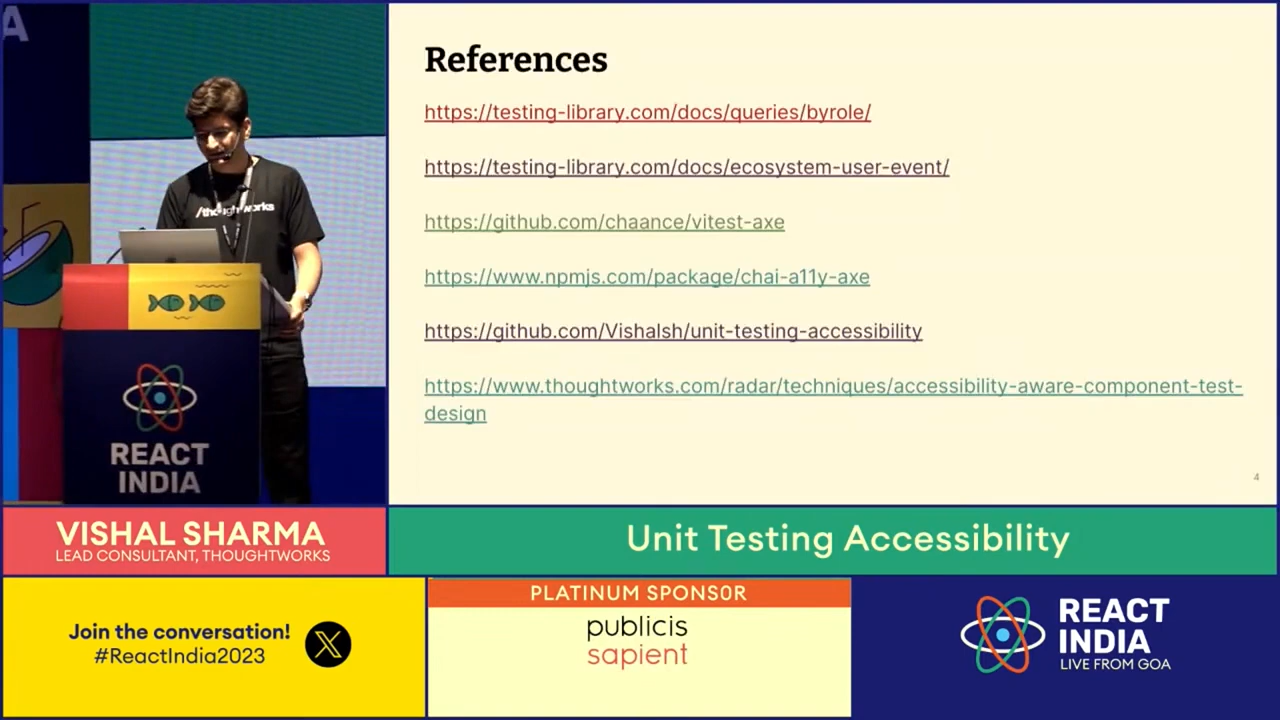 A
/thoughtworks
REACT
INDIA
References
https://testing-library.com/docs/queries/byrole/
https://testing-library.com/docs/ecosystem-user-event/
https://github.com/chaance/vitest-axe
https://www.npmjs.com/package/chai-a11y-axe
https://github.com/Vishalsh/unit-testing-accessibility
https://www.thoughtworks.com/radar/techniques/accessibility-aware-component-test-
design
4
VISHAL SHARMA
LEAD CONSULTANT, THOUGHTWORKS
Unit Testing Accessibility
Join the conversation!
#ReactIndia2023
X
PLATINUM SPONSOR
publicis
sapient
REACT
INDIA
LIVE FROM GOA